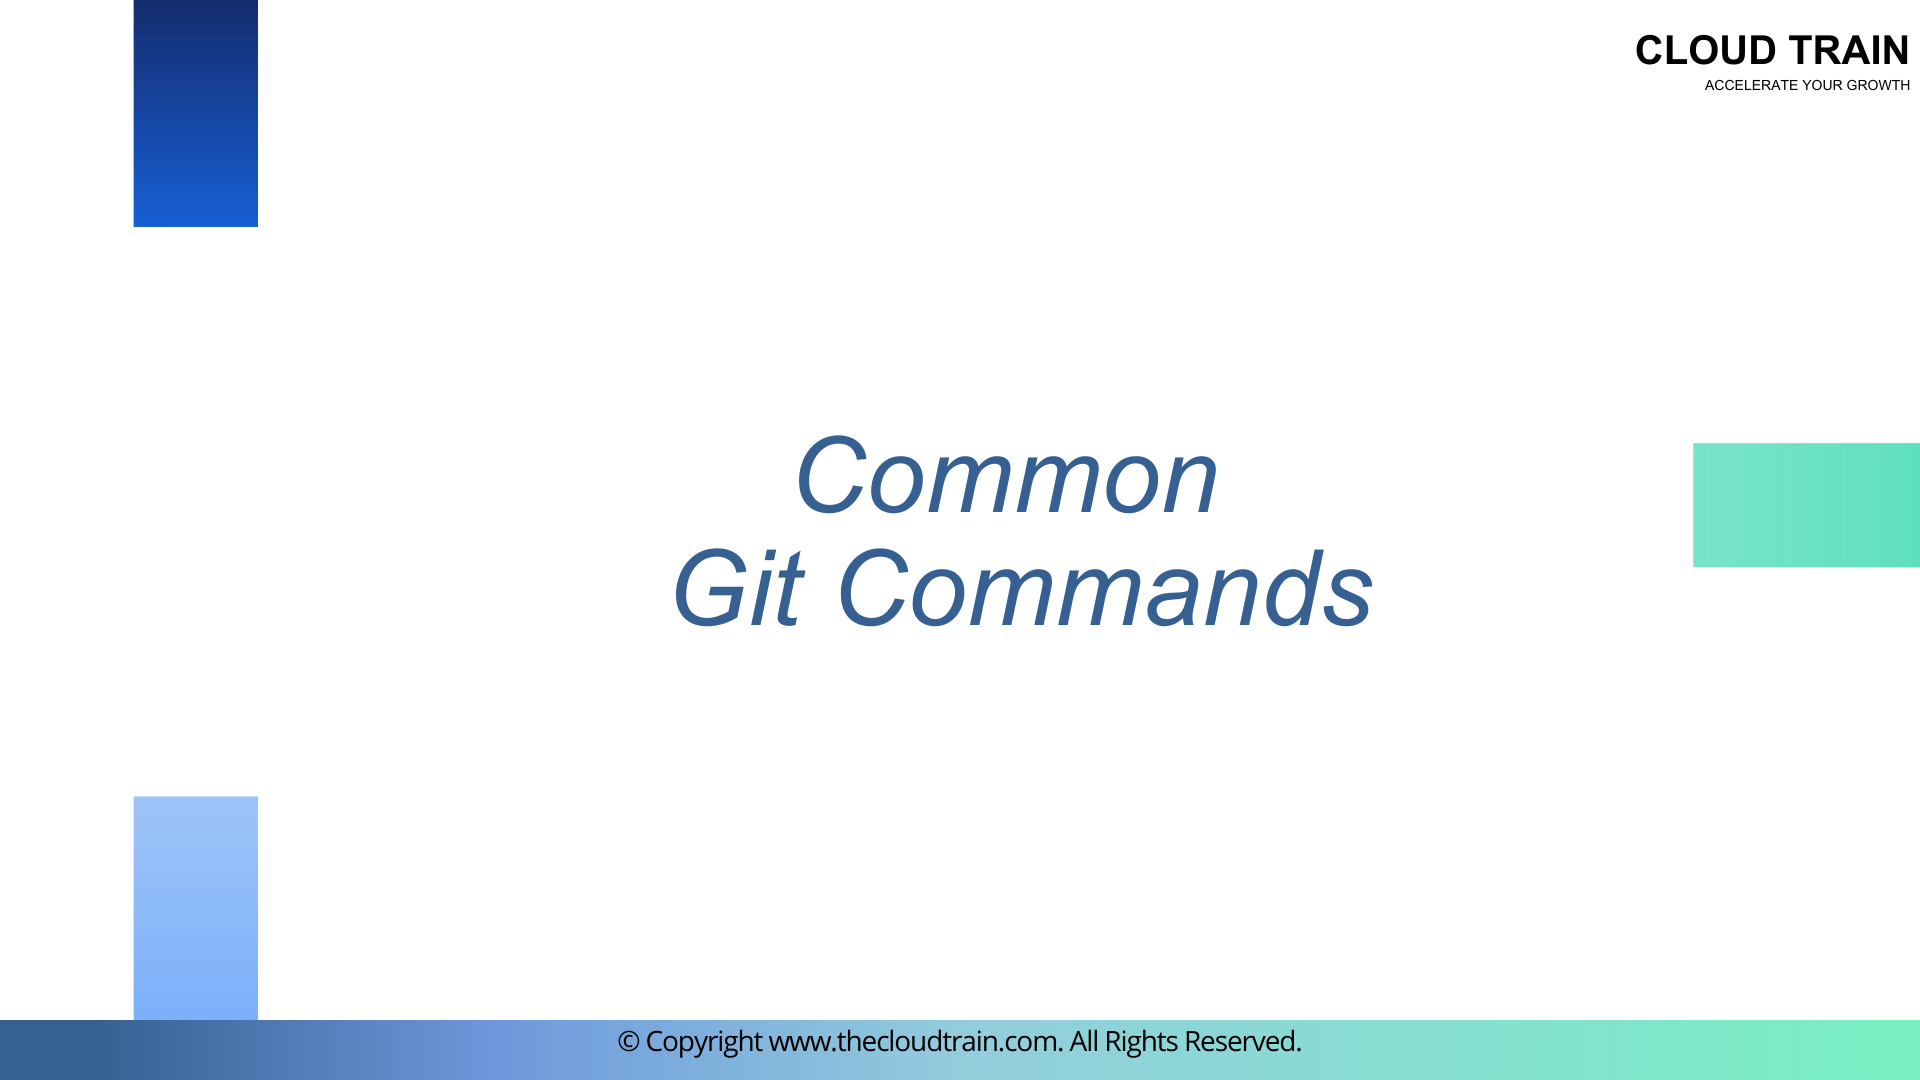 CLOUD TRAIN
ACCELERATE YOUR GROWTH
Common
Git Commands
© Copyright www.thecloudtrain.com. All Rights Reserved.